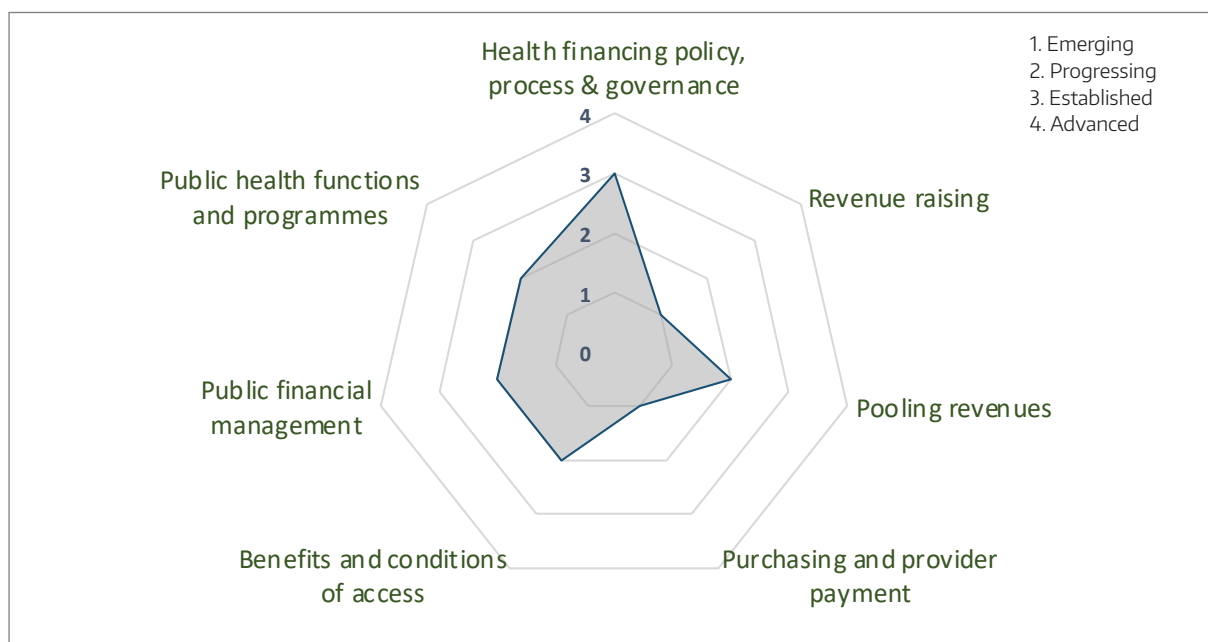 Health financing policy,
process & governance
1. Emerging
2. Progressing
3. Established
4. Advanced
4
3
2
1
0
Revenue raising
Pooling revenues
Purchasing and provider
payment
Benefits and conditions
of access
Public financial
management
Public health functions
and programmes